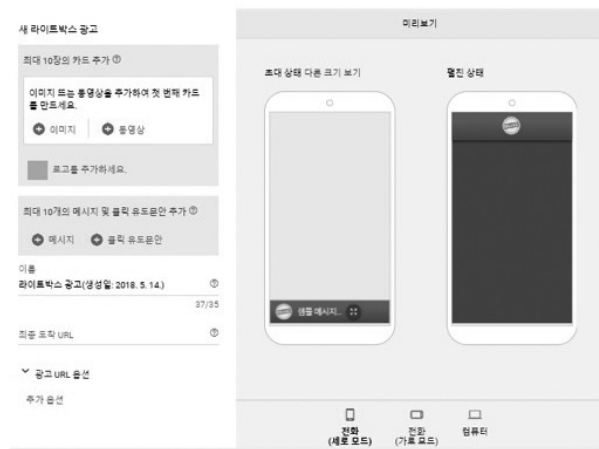 새 라이트박스 광고
최대 10장의 카드 추가
이미지 또는 동영상을 추가하여 첫 번째 카드
를 만드세요.
이미지
동영상
로고를 추가하세요.
최대 10개의 메시지 및 클릭 유도문안 추가
메시지
클릭 유도문안
이름
라이트박스 광고(생성일: 2018. 5. 14.)
37/35
최종 도착 URL
광고 URL 옵션
추가 옵션
미리보기
초대 상태 다른 크기 보기
펼친 상태
샘플 메시지...
전화
(세로 모드)
전화
(가로 모드)
컴퓨터